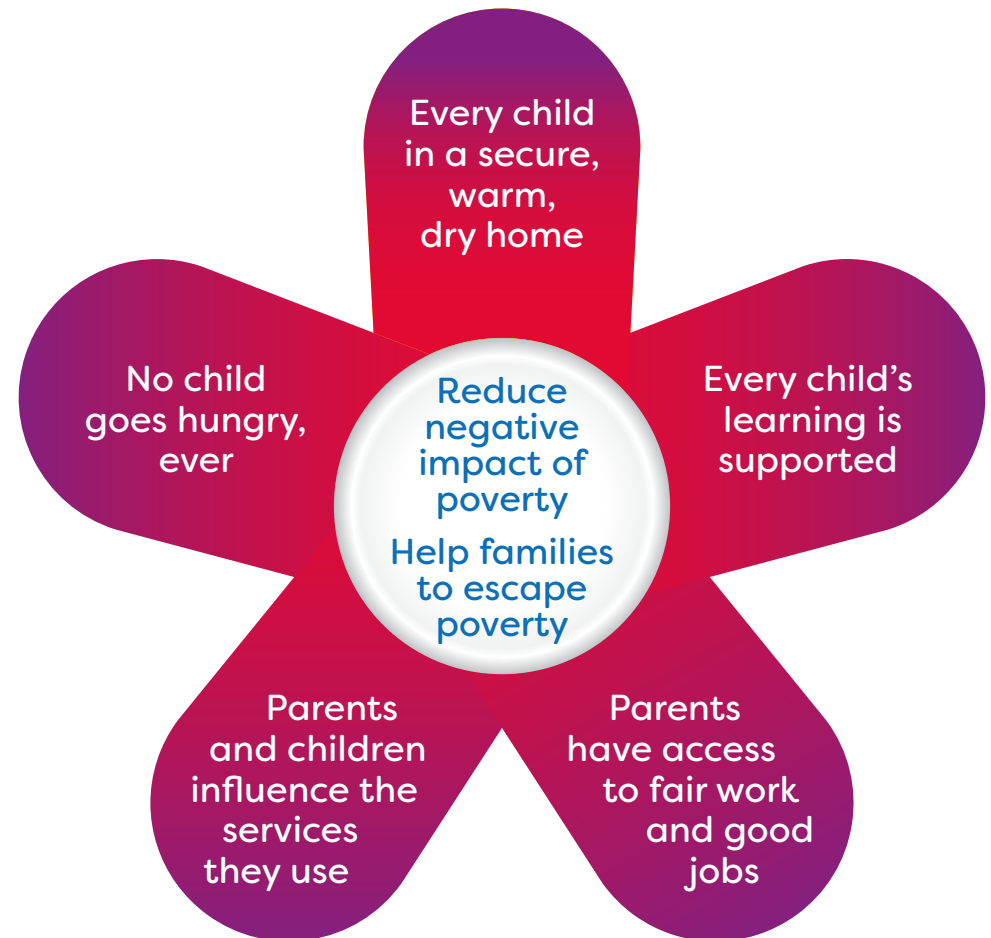 Every child
in a secure,
warm,
dry home
No child
goes hungry,
ever
Reduce
negative
impact of
poverty
Help families
to escape
poverty
Every child’s
learning is
supported
Parents
and children
influence the
services
they use
Parents
have access
to fair work
and good
jobs